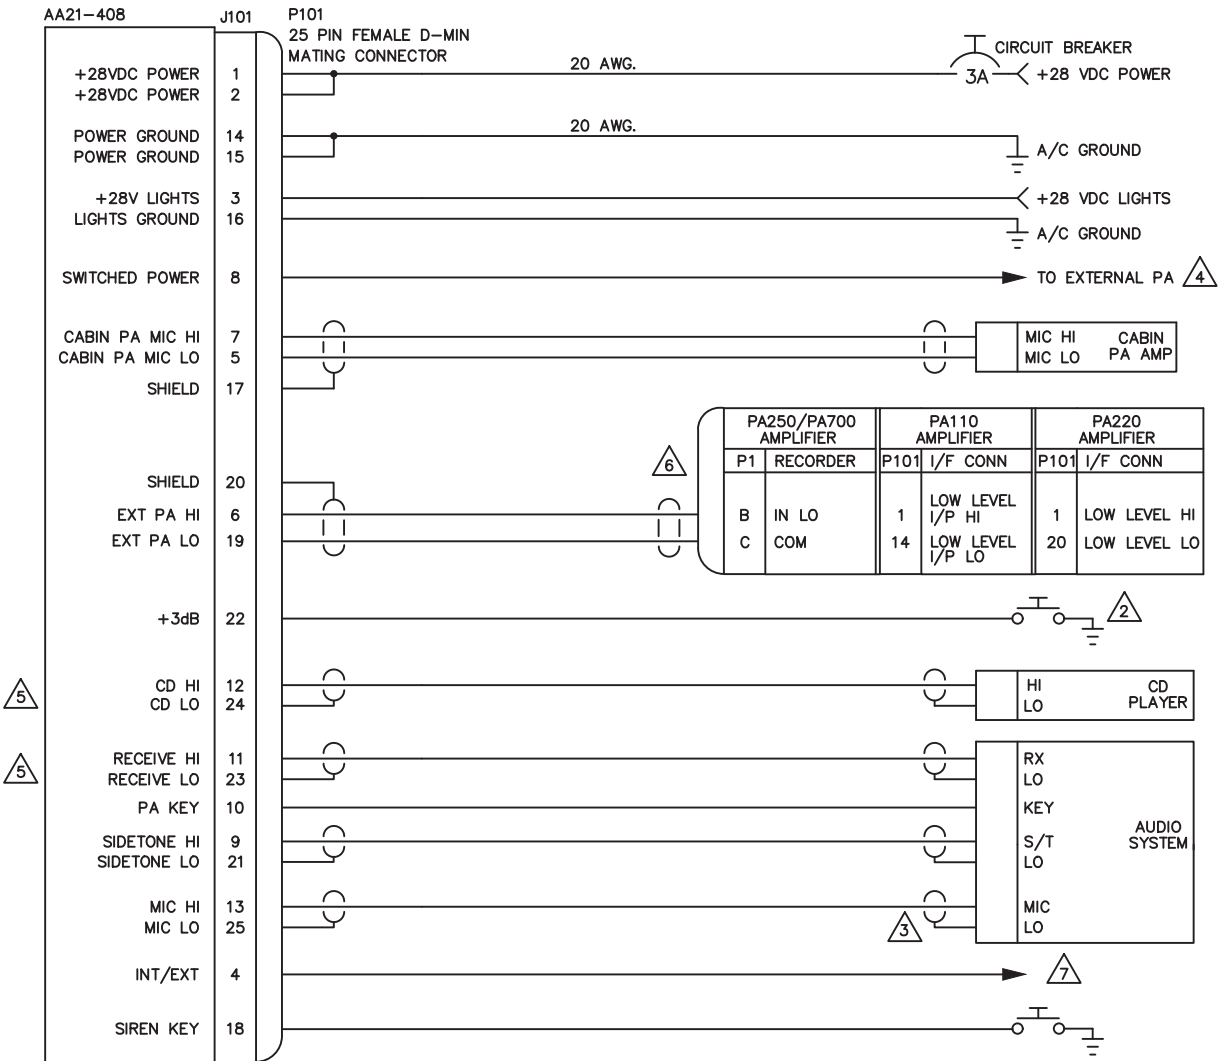 AA21-408 J101 P101
25 PIN FEMALE D-MIN
MATING CONNECTOR
CIRCUIT BREAKER
+28VDC POWER 1 20 AWG. 3A +28 VDC POWER
+28VDC POWER 2
POWER GROUND 14 20 AWG.
POWER GROUND 15 A/C GROUND
+28V LIGHTS 3 +28 VDC LIGHTS
LIGHTS GROUND 16
A/C GROUND
SWITCHED POWER 8 TO EXTERNAL PA 4
CABIN PA MIC HI 7 MIC HI CABIN
CABIN PA MIC LO 5 MIC LO PA AMP
SHIELD 17
PA250/PA700 PA110 PA220
AMPLIFIER AMPLIFIER AMPLIFIER
6 P1 RECORDER P101 I/F CONN P101 I/F CONN
SHIELD 20
LOW LEVEL
EXT PA HI 6 B IN LO 1 I/P HI 1 LOW LEVEL HI
EXT PA LO 19 C COM 14 LOW LEVEL 20 LOW LEVEL LO
I/P LO
+3dB 22 2
5 CD HI 12 HI CD
CD LO 24 LO PLAYER
5 RECEIVE HI 11 RX
RECEIVE LO 23 LO
PA KEY 10 KEY
AUDIO
SIDETONE HI 9 S/T SYSTEM
SIDETONE LO 21 LO
MIC HI 13 MIC
MIC LO 25 3 LO
INT/EXT 4 7
SIREN KEY 18